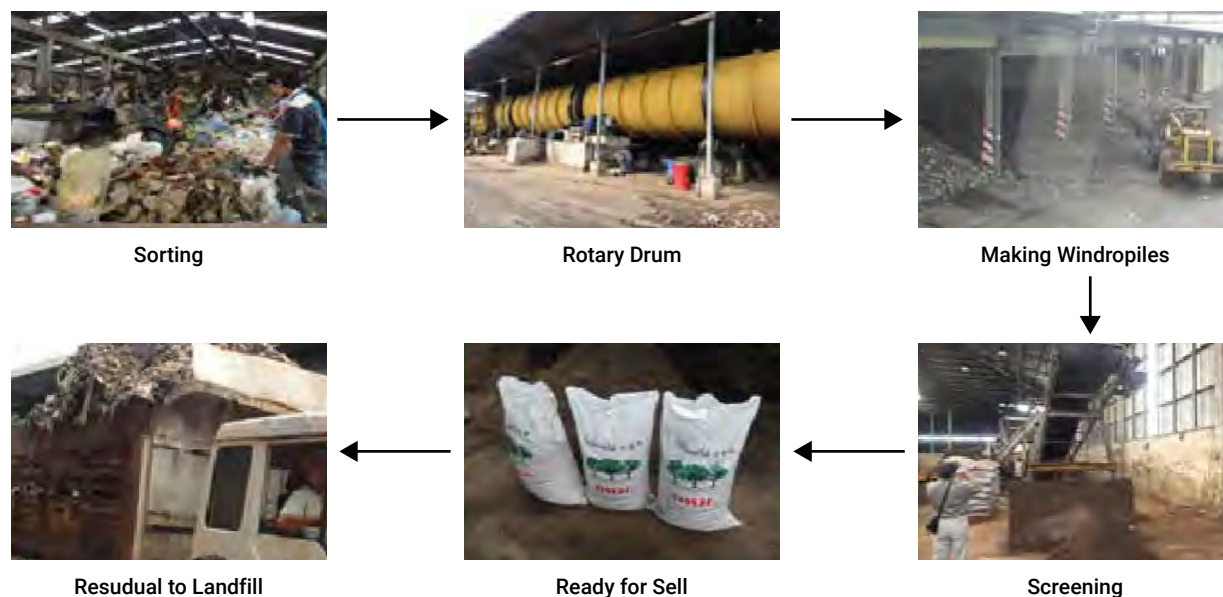 Sorting
Rotary Drum
Making Windropiles
Resudual to Landfill
Ready for Sell
Screening